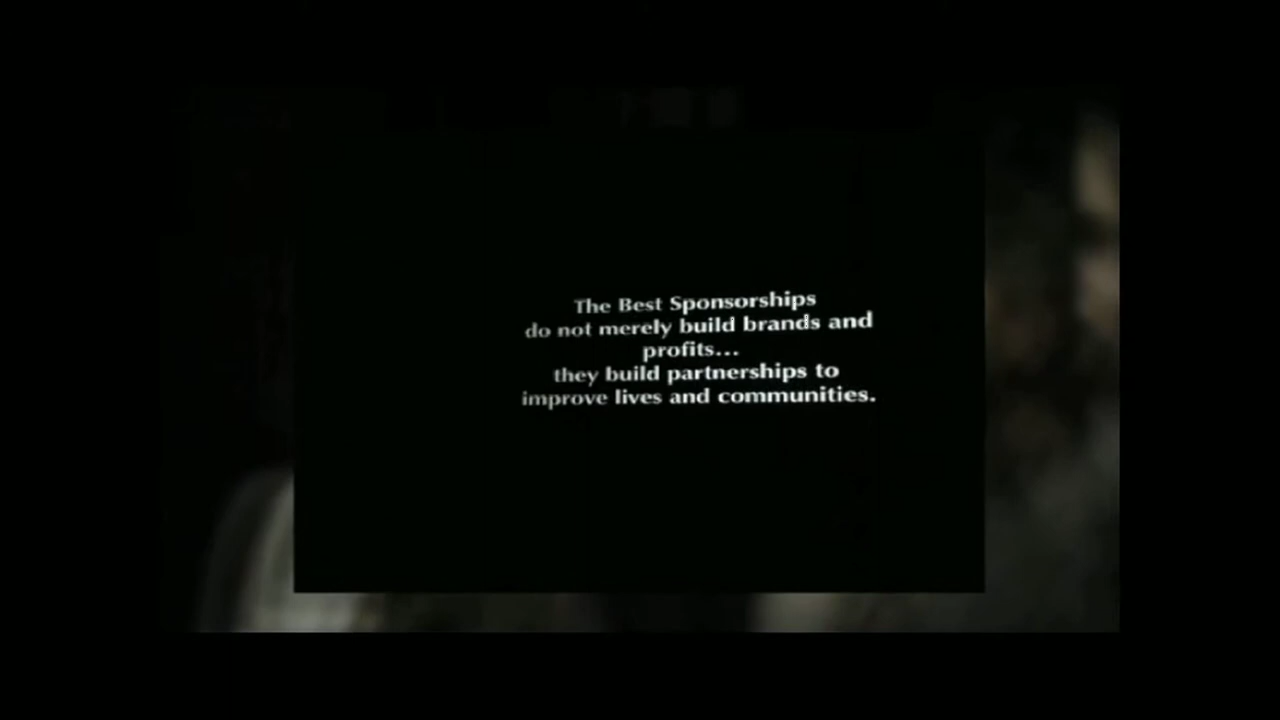 The Best Sponsorships
do not merely build brands and
profits...
they build partnerships to
improve lives and communities.